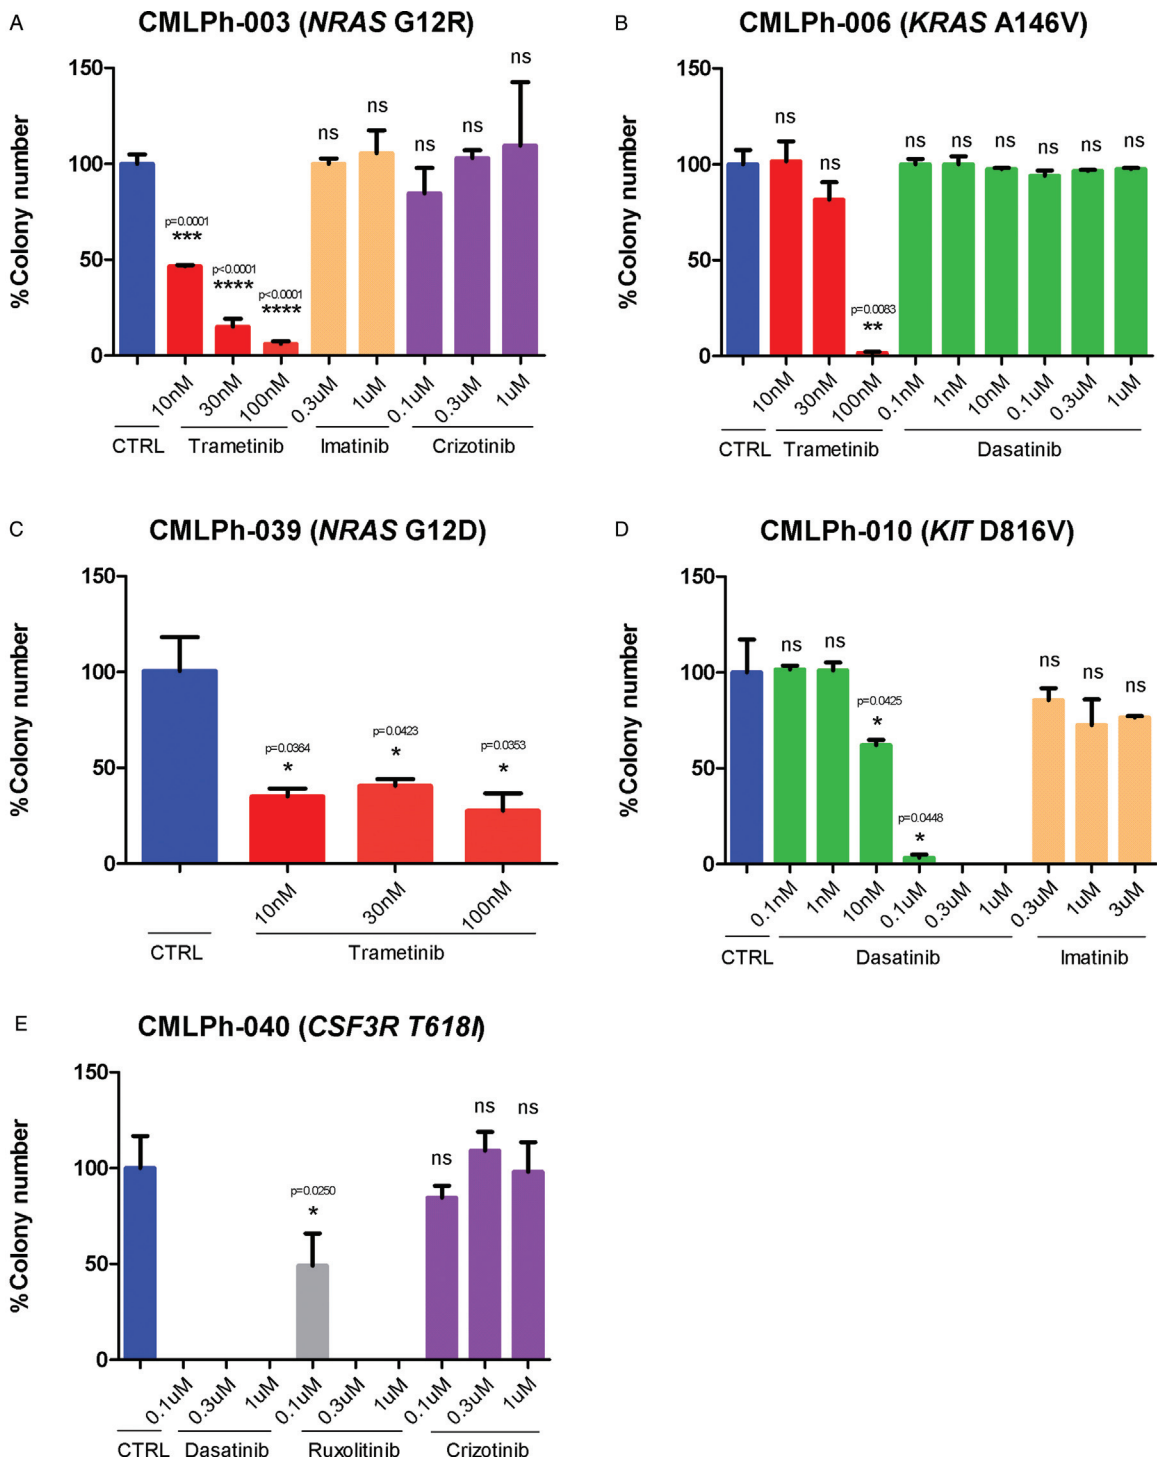 A
CMLPh-003 (NRAS G12R)
%Colony number
150
100
50
0
p=0.0001
***
p<0.0001
****
p<0.0001
****
ns
ns
ns
ns
ns
10nM
30nM
100nM
0.3uM
1uM
0.1uM
0.3uM
1uM
CTRL
Trametinib
Imatinib
Crizotinib
B
CMLPh-006 (KRAS A146V)
%Colony number
150
100
50
0
ns
ns
p=0.0083
**
ns
ns
ns
ns
ns
ns
10nM
30nM
100nM
0.1nM
1nM
10nM
0.1uM
0.3uM
1uM
CTRL
Trametinib
Dasatinib
C
CMLPh-039 (NRAS G12D)
%Colony number
150
100
50
0
p=0.0364
*
p=0.0423
*
p=0.0353
*
10nM
30nM
100nM
CTRL
Trametinib
D
CMLPh-010 (KIT D816V)
%Colony number
150
100
50
0
ns
ns
p=0.0425
*
p=0.0448
*
ns
ns
ns
0.1nM
1nM
10nM
0.1uM
0.3uM
1uM
0.3uM
1uM
3uM
CTRL
Dasatinib
Imatinib
E
CMLPh-040 (CSF3R T618I)
%Colony number
150
100
50
0
p=0.0250
*
ns
ns
ns
0.1uM
0.3uM
1uM
0.1uM
0.3uM
1uM
0.1uM
0.3uM
1uM
CTRL
Dasatinib
Ruxolitinib
Crizotinib